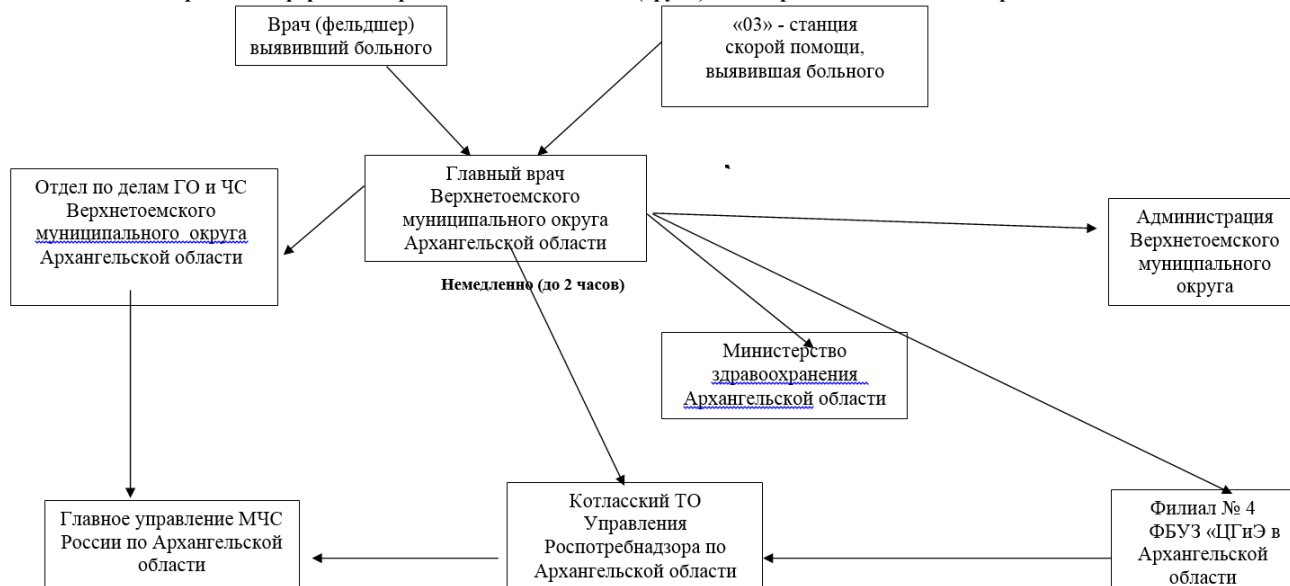 Врач (фельдшер)
выявивший больного
«03» - станция
скорой помощи,
выявившая больного
Главный врач
Верхнетоемского
муниципального округа
Архангельской области
Отдел по делам ГО и ЧС
Верхнетоемского
муниципального округа
Архангельской области
Администрация
Верхнетоемского
муницпального
округа
Немедленно (до 2 часов)
Министерство
здравоохранения
Архангельской области
Главное управление МЧС
России по Архангельской
области
Котласский ТО
Управления
Роспотребнадзора по
Архангельской области
Филиал № 4
ФБУЗ «ЦГиЭ в
Архангельской
области